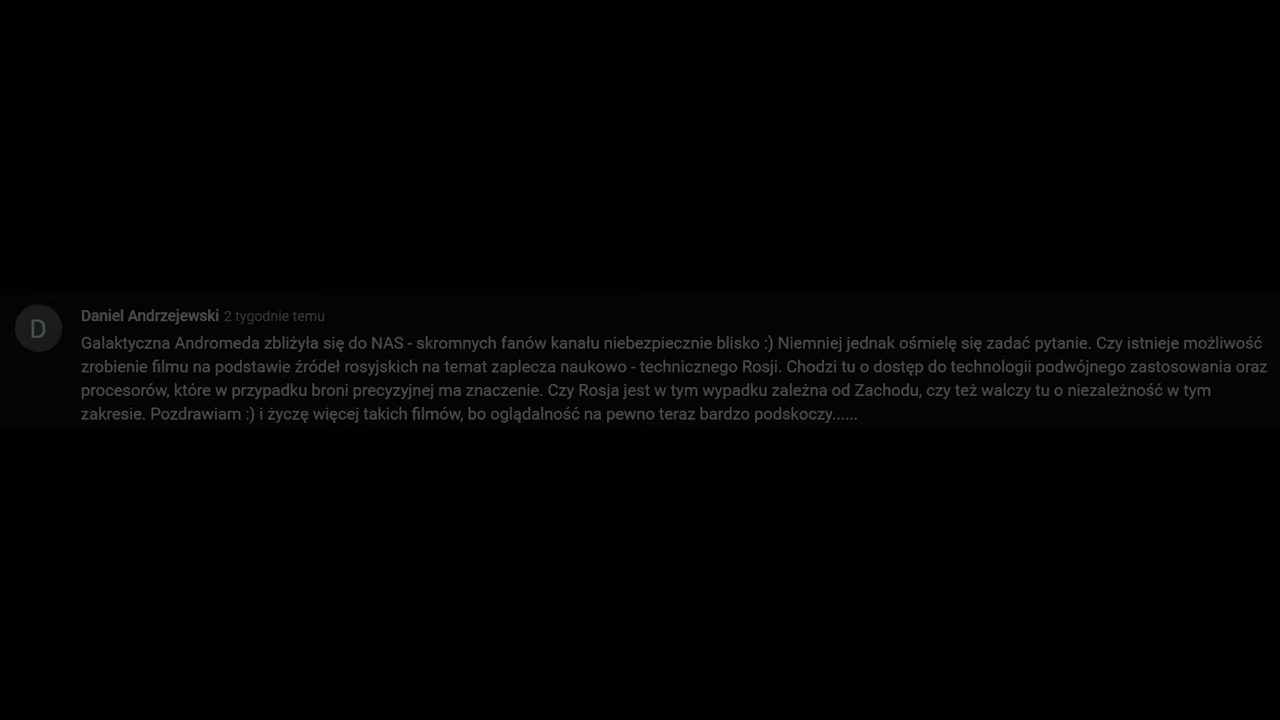 D
Daniel Andrzejewski 2 tygodnie temu
Galaktyczna Andromeda zbliżyła się do NAS - skromnych fanów kanału niebezpiecznie blisko :) Niemniej jednak ośmielę się zadać pytanie. Czy istnieje możliwość
zrobienie filmu na podstawie źródeł rosyjskich na temat zaplecza naukowo - technicznego Rosji. Chodzi tu o dostęp do technologii podwójnego zastosowania oraz
procesorów, które w przypadku broni precyzyjnej ma znaczenie. Czy Rosja jest w tym wypadku zależna od Zachodu, czy też walczy tu o niezależność w tym
zakresie. Pozdrawiam :) i życzę więcej takich filmów, bo oglądalność na pewno teraz bardzo podskoczy......